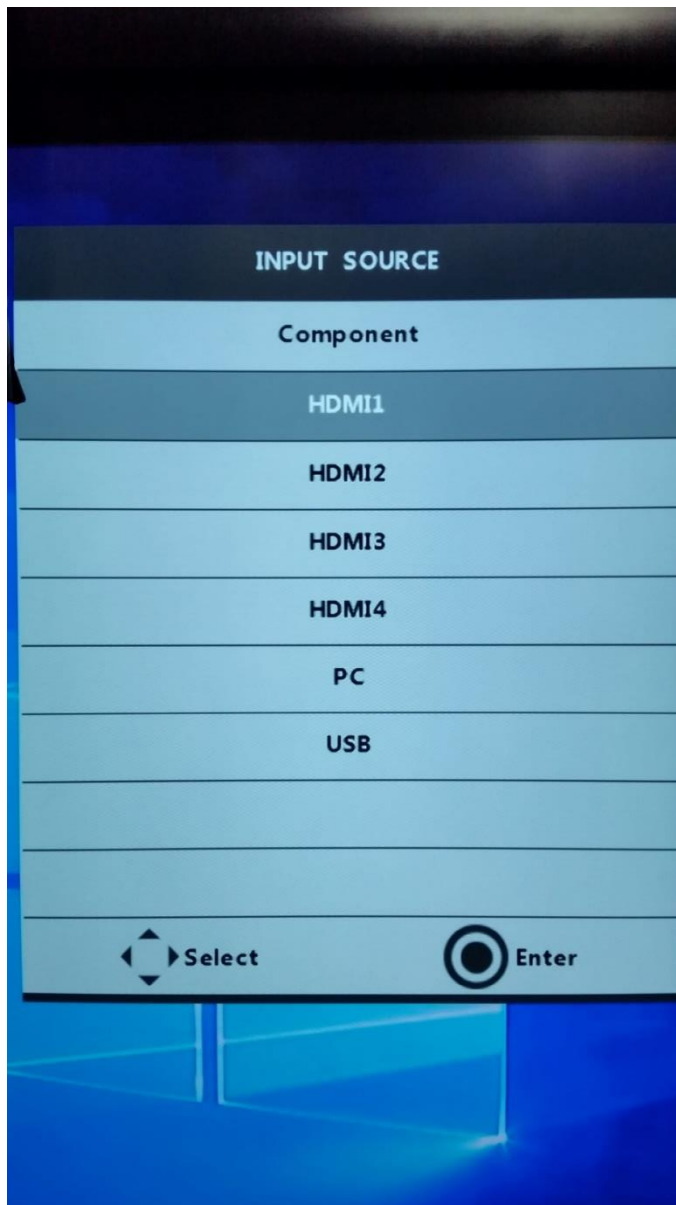 INPUT SOURCE
Component
HDMI1
HDMI2
HDMI3
HDMI4
PC
USB
Select Enter